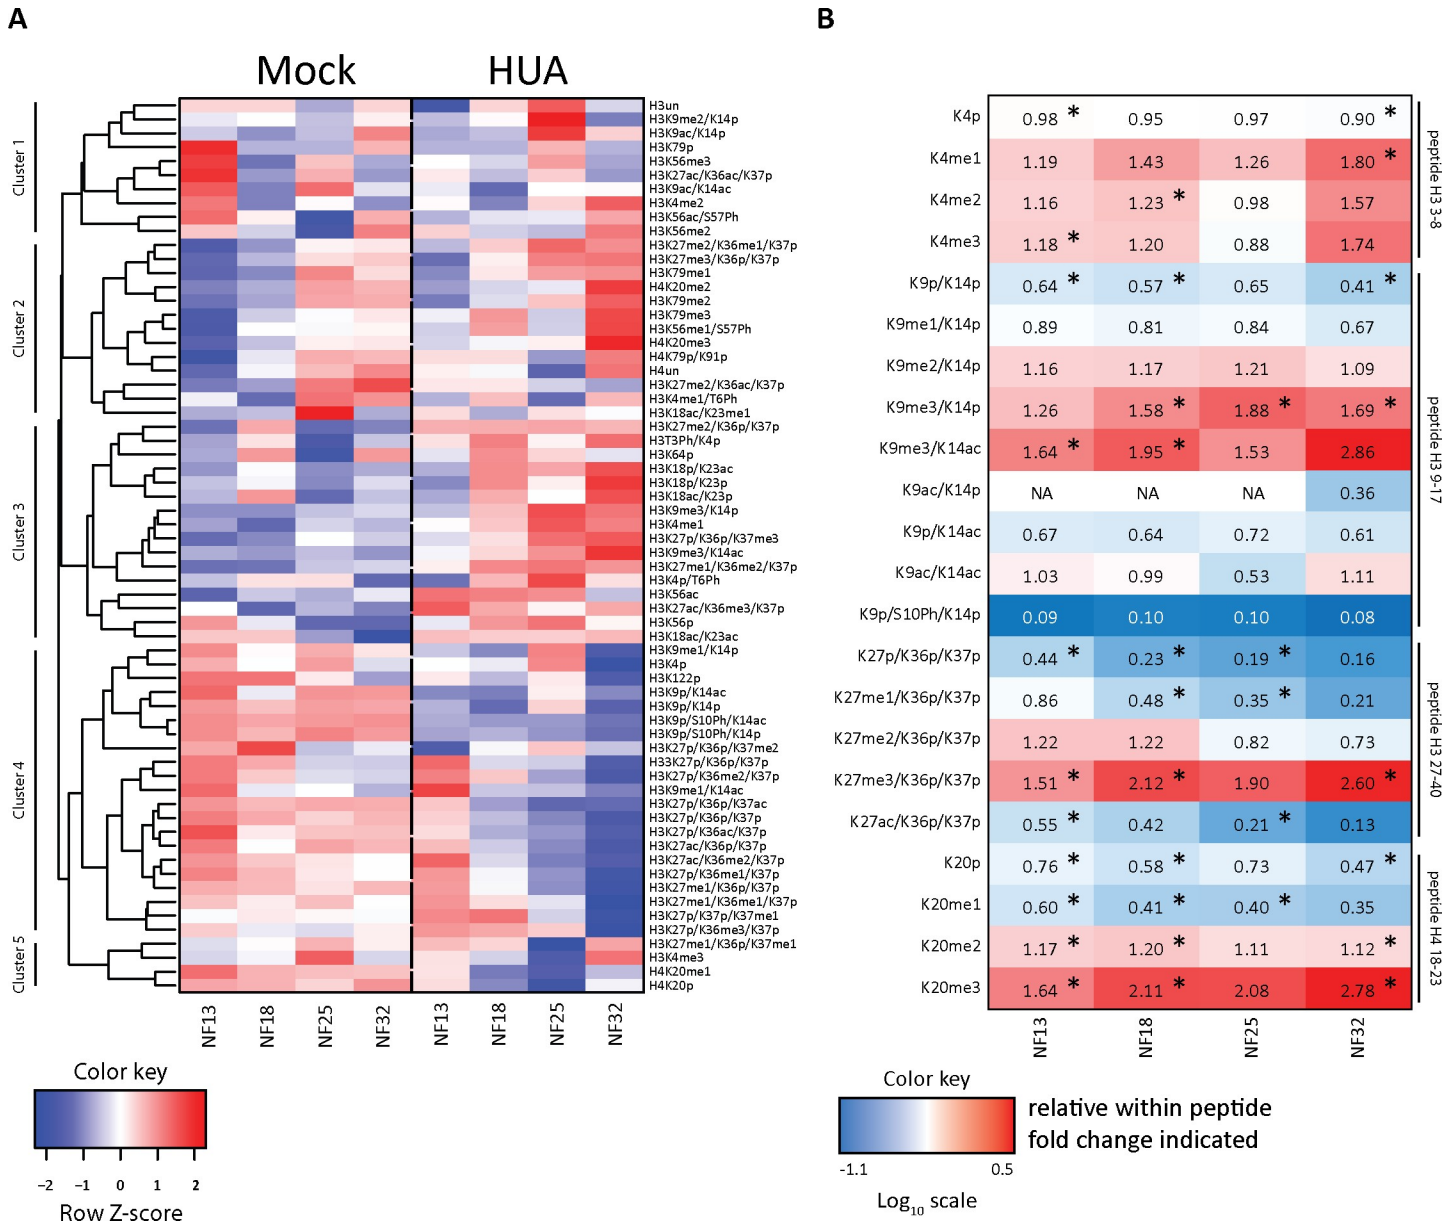 A
B
Mock HUA
Cluster 1
Cluster 2
Cluster 3
Cluster 4
Cluster 5
H3un
H3K9me2/K14p
H3K9ac/K14p
H3K79p
H3K56me3
H3K27ac/K36ac/K37p
H3K9ac/K14ac
H3K4me2
H3K56ac/S57Ph
H3K56me2
H3K27me2/K36me1/K37p
H3K27me3/K36p/K37p
H3K79me1
H4K20me2
H3K79me2
H3K79me3
H3K56me1/S57Ph
H4K20me3
H4K79p/K91p
H4un
H3K27me2/K36ac/K37p
H3K4me1/T6Ph
H3K18ac/K23me1
H3K27me2/K36p/K37p
H3T3Ph/K4p
H3K64p
H3K18p/K23ac
H3K18p/K23p
H3K18ac/K23p
H3K9me3/K14p
H3K4me1
H3K27p/K36p/K37me3
H3K9me3/K14ac
H3K27me1/K36me2/K37p
H3K4p/T6Ph
H3K56ac
H3K27ac/K36me3/K37p
H3K56p
H3K18ac/K23ac
H3K9me1/K14p
H3K4p
H3K122p
H3K9p/K14ac
H3K9p/K14p
H3K9p/S10Ph/K14ac
H3K9p/S10Ph/K14p
H3K27p/K36p/K37me2
H33K27p/K36p/K37p
H3K27p/K36me2/K37p
H3K9me1/K14ac
H3K27p/K36p/K37ac
H3K27p/K36p/K37p
H3K27p/K36ac/K37p
H3K27ac/K36p/K37p
H3K27ac/K36me2/K37p
H3K27p/K36me1/K37p
H3K27me1/K36p/K37p
H3K27me1/K36me1/K37p
H3K27p/K37p/K37me1
H3K27p/K36me3/K37p
H3K27me1/K36p/K37me1
H3K4me3
H4K20me1
H4K20p
NF13 NF18 NF25 NF32 NF13 NF18 NF25 NF32
Color key
−2 −1 0 1 2
Row Z-score
K4p 0.98 * 0.95 0.97 0.90 *
K4me1 1.19 1.43 1.26 1.80 *
K4me2 1.16 1.23 * 0.98 1.57
K4me3 1.18 * 1.20 0.88 1.74
K9p/K14p 0.64 * 0.57 * 0.65 0.41 *
K9me1/K14p 0.89 0.81 0.84 0.67
K9me2/K14p 1.16 1.17 1.21 1.09
K9me3/K14p 1.26 1.58 * 1.88 * 1.69 *
K9me3/K14ac 1.64 * 1.95 * 1.53 2.86
K9ac/K14p NA NA NA 0.36
K9p/K14ac 0.67 0.64 0.72 0.61
K9ac/K14ac 1.03 0.99 0.53 1.11
K9p/S10Ph/K14p 0.09 0.10 0.10 0.08
K27p/K36p/K37p 0.44 * 0.23 * 0.19 * 0.16
K27me1/K36p/K37p 0.86 0.48 * 0.35 * 0.21
K27me2/K36p/K37p 1.22 1.22 0.82 0.73
K27me3/K36p/K37p 1.51 * 2.12 * 1.90 2.60 *
K27ac/K36p/K37p 0.55 * 0.42 0.21 * 0.13
K20p 0.76 * 0.58 * 0.73 0.47 *
K20me1 0.60 * 0.41 * 0.40 * 0.35
K20me2 1.17 * 1.20 * 1.11 1.12 *
K20me3 1.64 * 2.11 * 2.08 2.78 *
NF13 NF18 NF25 NF32
peptide H3 3-8
peptide H3 9-17
peptide H3 27-40
peptide H4 18-23
Color key
-1.1 0.5
Log10 scale
relative within peptide
fold change indicated